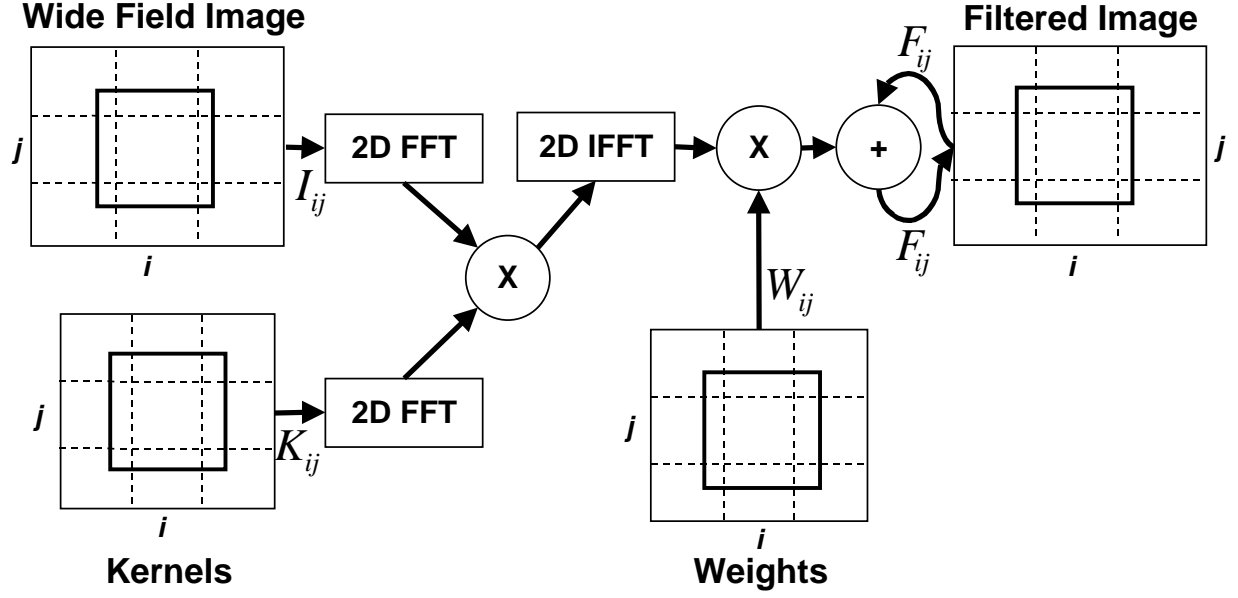 Wide Field Image
Filtered Image
F_ij
j
2D FFT
2D IFFT
X
+
j
I_ij
F_ij
i
i
X
W_ij
j
2D FFT
j
K_ij
i
i
Kernels
Weights